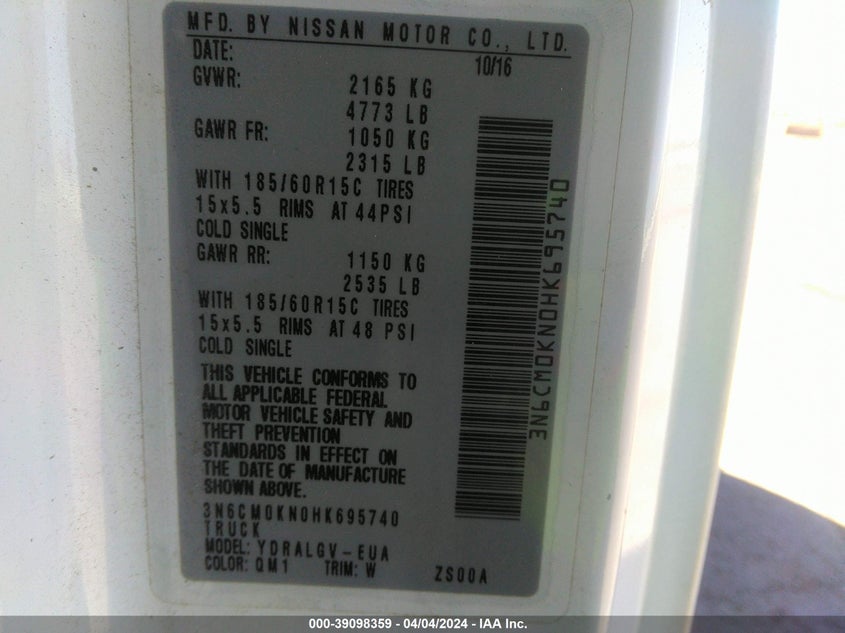 MFD. BY NISSAN MOTOR CO., LTD.
DATE: 10/16
GVWR: 2165 KG
4773 LB
GAWR FR: 1050 KG
2315 LB
WITH 185/60R15C TIRES
15x5.5 RIMS AT 44PSI
COLD SINGLE
GAWR RR: 1150 KG
2535 LB
WITH 185/60R15C TIRES
15x5.5 RIMS AT 48 PSI
COLD SINGLE
THIS VEHICLE CONFORMS TO
ALL APPLICABLE FEDERAL
MOTOR VEHICLE SAFETY AND
THEFT PREVENTION
STANDARDS IN EFFECT ON
THE DATE OF MANUFACTURE
SHOWN ABOVE.
3N6CM0KN0HK695740
TRUCK
MODEL: YDRALGV-EUA
COLOR: QM1 TRIM: W ZS00A
3N6CM0KN0HK695740
000-39098359 - 04/04/2024 - IAA Inc.